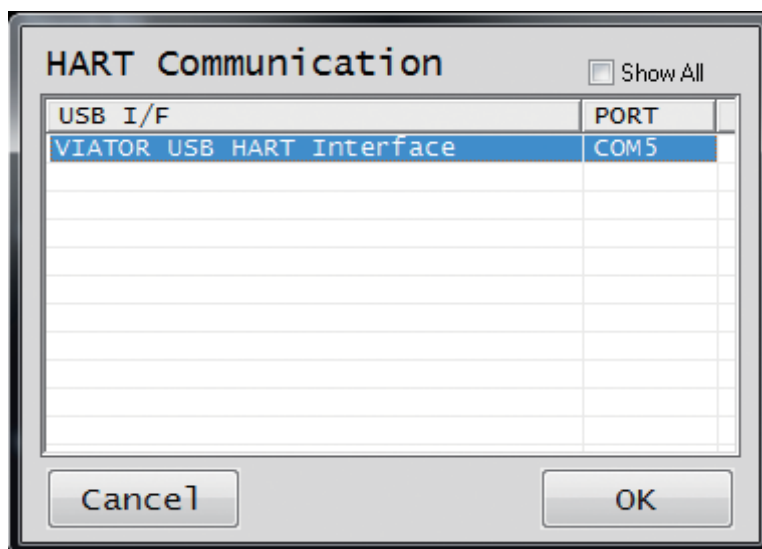 HART Communication
Show All
USB I/F PORT
VIATOR USB HART Interface COM5
Cancel OK